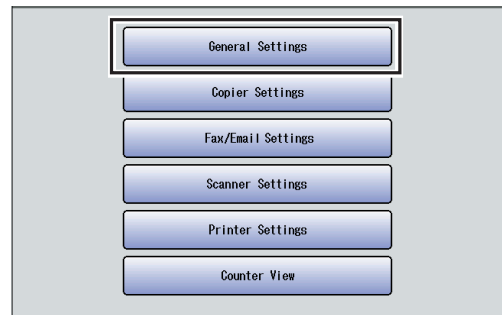 General Settings
Copier Settings
Fax/Email Settings
Scanner Settings
Printer Settings
Counter View